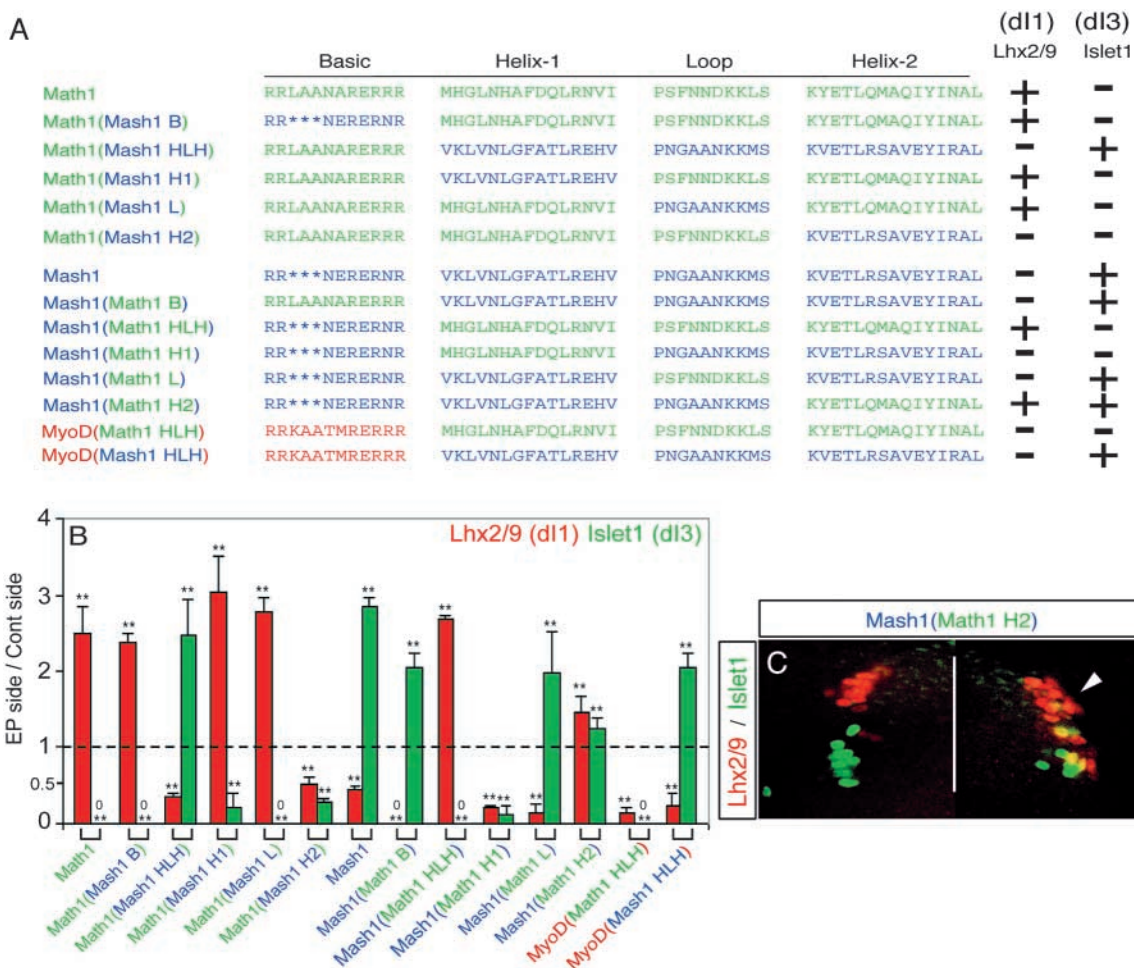 A
(dI1) (dI3)
Basic Helix-1 Loop Helix-2 Lhx2/9 Islet1
Math1 RRLAANARERRR MHGLNHAFDQLRNVI PSFNNDKKLS KYETLQMAQIYINAL + -
Math1(Mash1 B) RR***NERERNR MHGLNHAFDQLRNVI PSFNNDKKLS KYETLQMAQIYINAL + -
Math1(Mash1 HLH) RRLAANARERRR VKLVNLGFATLREHV PNGAANKKMS KVETLRSAVEYIRAL - +
Math1(Mash1 H1) RRLAANARERRR VKLVNLGFATLREHV PSFNNDKKLS KYETLQMAQIYINAL + -
Math1(Mash1 L) RRLAANARERRR MHGLNHAFDQLRNVI PNGAANKKMS KYETLQMAQIYINAL + -
Math1(Mash1 H2) RRLAANARERRR MHGLNHAFDQLRNVI PSFNNDKKLS KVETLRSAVEYIRAL - -
Mash1 RR***NERERNR VKLVNLGFATLREHV PNGAANKKMS KVETLRSAVEYIRAL - +
Mash1(Math1 B) RRLAANARERRR VKLVNLGFATLREHV PNGAANKKMS KVETLRSAVEYIRAL - +
Mash1(Math1 HLH) RR***NERERNR MHGLNHAFDQLRNVI PSFNNDKKLS KYETLQMAQIYINAL + -
Mash1(Math1 H1) RR***NERERNR MHGLNHAFDQLRNVI PNGAANKKMS KVETLRSAVEYIRAL - -
Mash1(Math1 L) RR***NERERNR VKLVNLGFATLREHV PSFNNDKKLS KVETLRSAVEYIRAL - +
Mash1(Math1 H2) RR***NERERNR VKLVNLGFATLREHV PNGAANKKMS KYETLQMAQIYINAL + +
MyoD(Math1 HLH) RRKAATMRERRR MHGLNHAFDQLRNVI PSFNNDKKLS KYETLQMAQIYINAL - -
MyoD(Mash1 HLH) RRKAATMRERRR VKLVNLGFATLREHV PNGAANKKMS KVETLRSAVEYIRAL - +
B
Lhx2/9 (dI1) Islet1 (dI3)
EP side / Cont side
4
3
2
1
0.5
0
** ** ** ** ** ** ** ** ** ** ** ** ** **
** ** ** ** ** ** ** ** ** ** ** ** ** **
0 0 0 0 0 0
Math1
Math1(Mash1 B)
Math1(Mash1 HLH)
Math1(Mash1 H1)
Math1(Mash1 L)
Math1(Mash1 H2)
Mash1
Mash1(Math1 B)
Mash1(Math1 HLH)
Mash1(Math1 H1)
Mash1(Math1 L)
Mash1(Math1 H2)
MyoD(Math1 HLH)
MyoD(Mash1 HLH)
Mash1(Math1 H2)
Lhx2/9 / Islet1
C